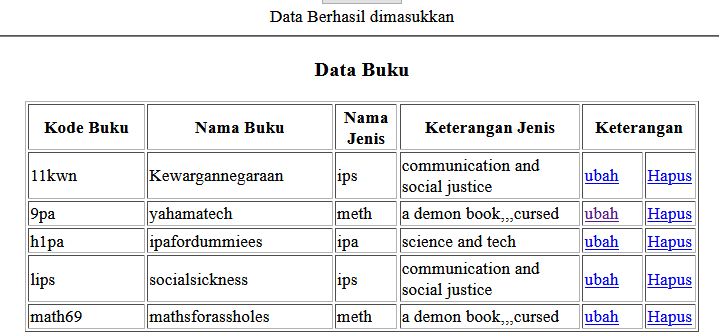 Data Berhasil dimasukkan
Data Buku
Kode Buku Nama Buku Nama Jenis Keterangan Jenis Keterangan
11kwn Kewargannegaraan ips communication and social justice ubah Hapus
9pa yahamatech meth a demon book,,,cursed ubah Hapus
h1pa ipafordummiees ipa science and tech ubah Hapus
lips socialsickness ips communication and social justice ubah Hapus
math69 mathsforassholes meth a demon book,,,cursed ubah Hapus